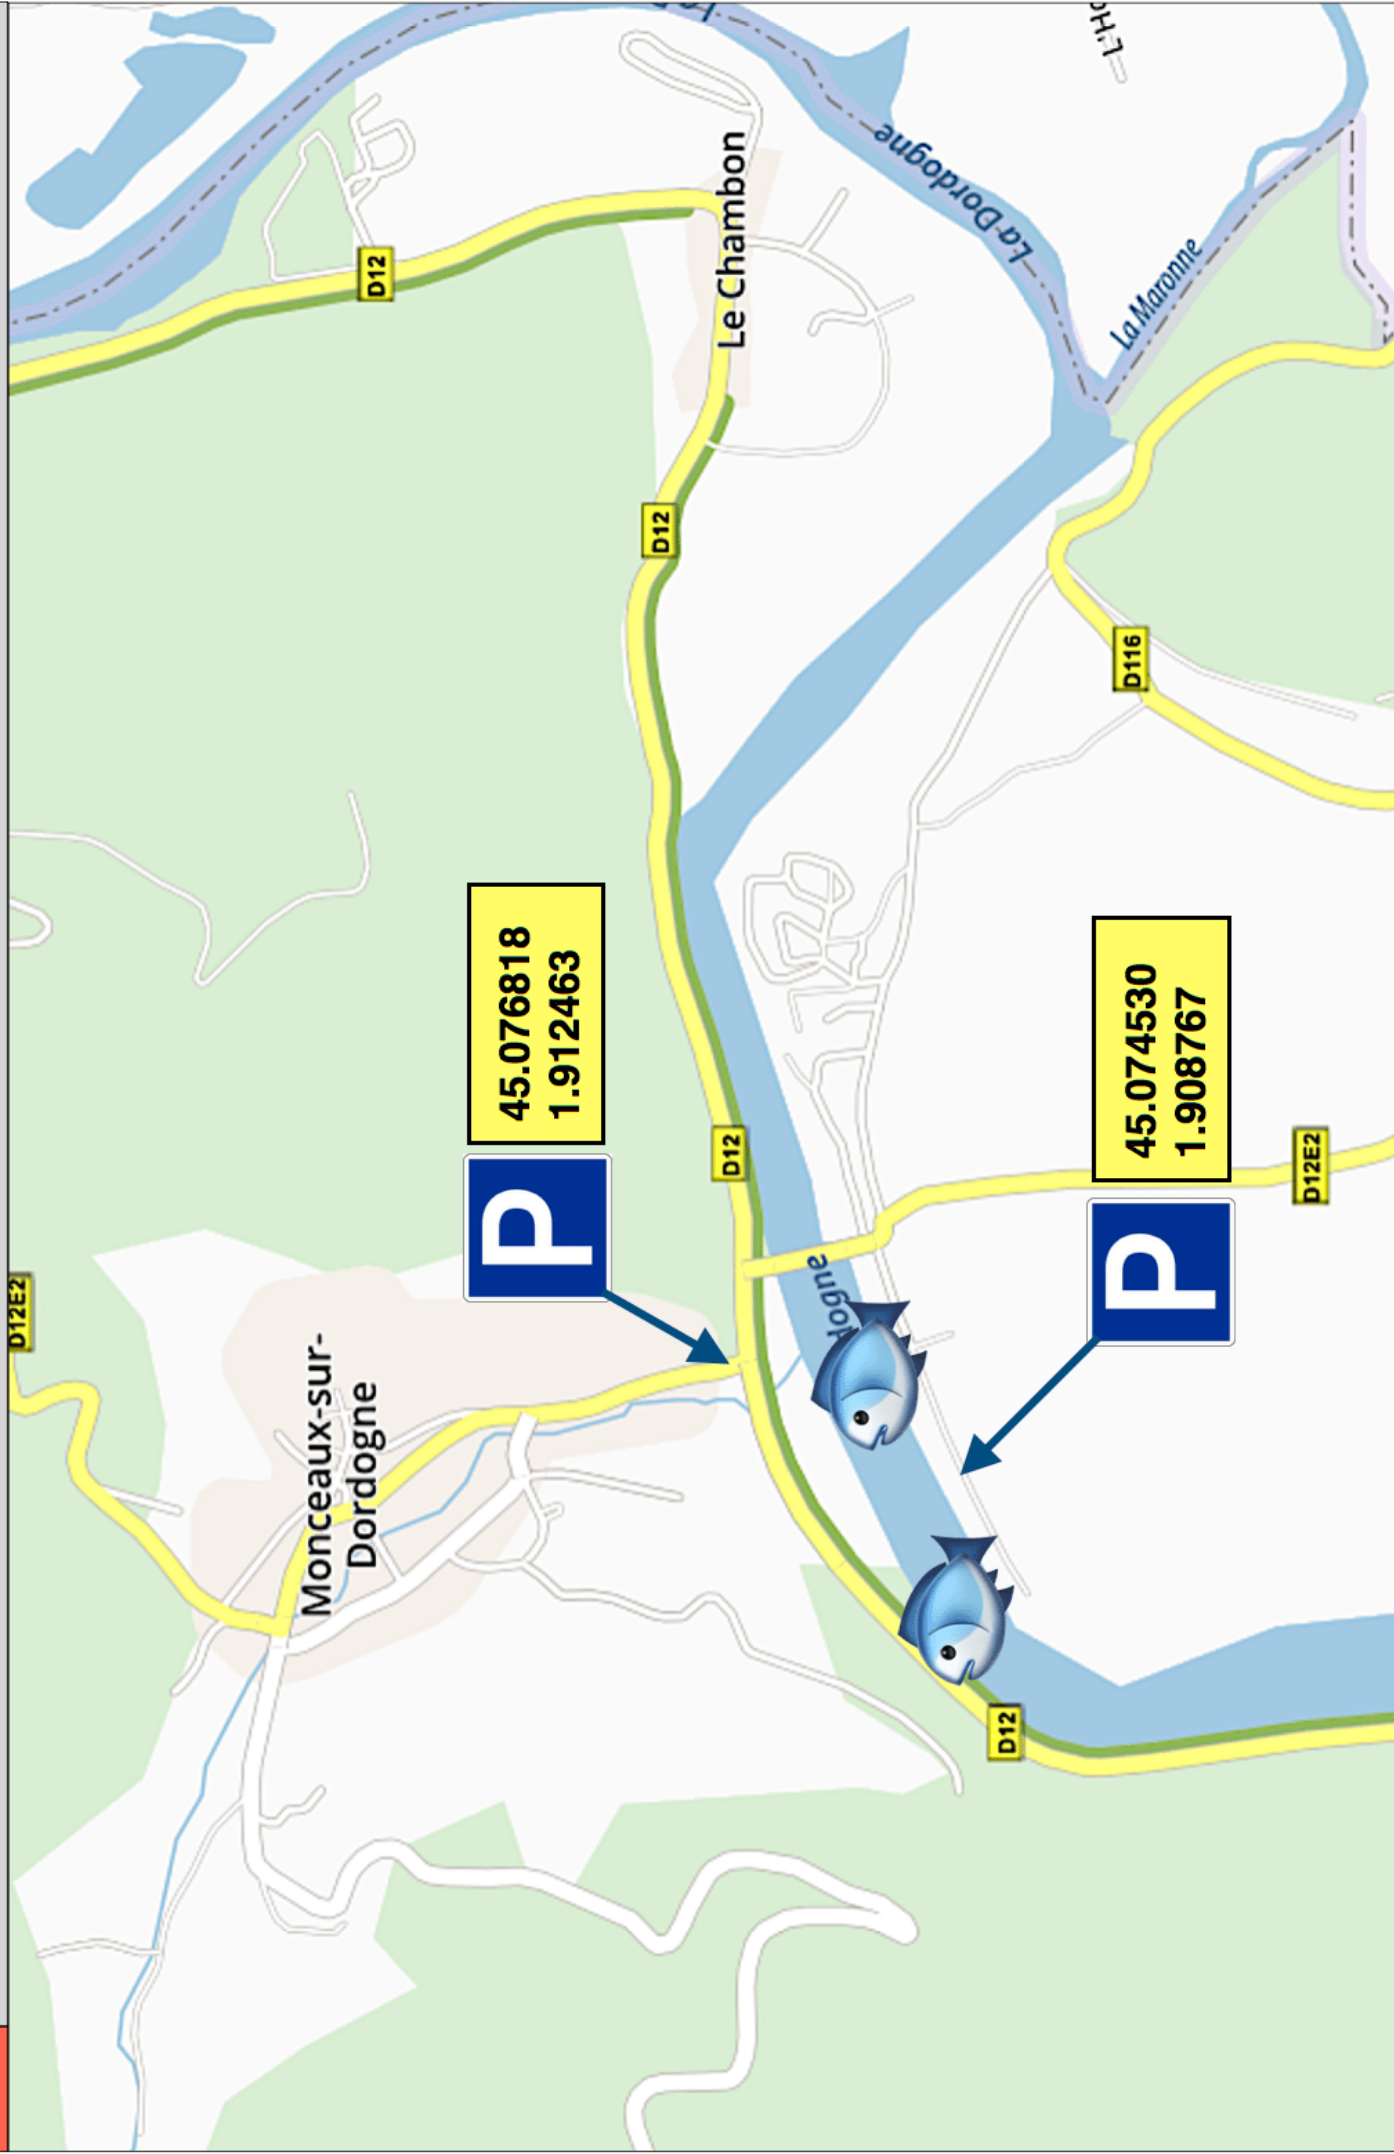 D12E2
Monceaux-sur-
Dordogne
D12
P
45.076818
1.912463
D12
Le Chambon
D12
dogne
La Dordogne
D12
P
45.074530
1.908767
La Maronne
D116
D12E2